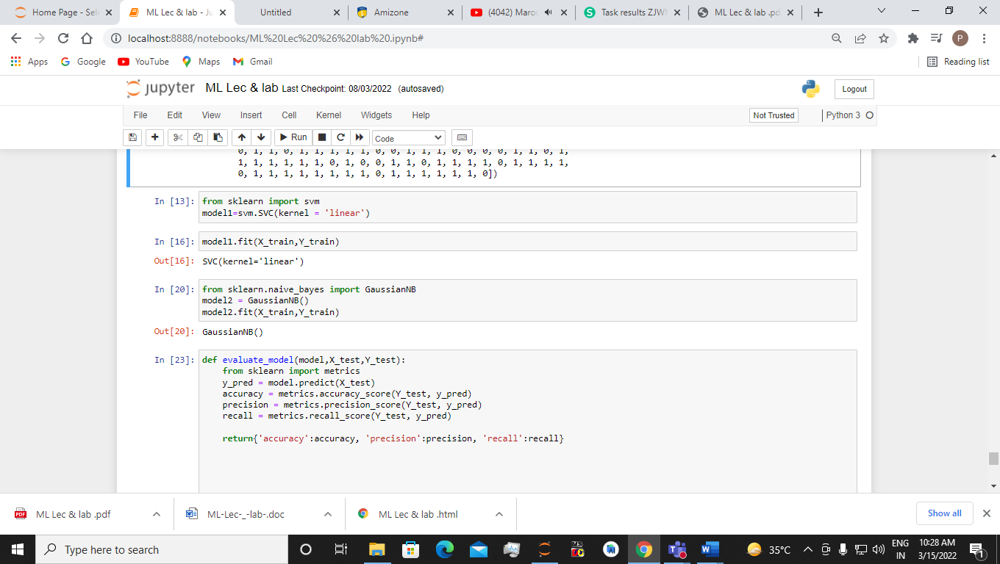 Home Page - Sel
ML Lec & lab - Ju
Untitled
Amizone
(4042) Maroc
Task results ZJWI
ML Lec & lab .pd
localhost:8888/notebooks/ML%20Lec%20%26%20lab%20.ipynb#
P
Apps
Google
YouTube
Maps
Gmail
Reading list
jupyter
ML Lec & lab Last Checkpoint: 08/03/2022 (autosaved)
Logout
File Edit View Insert Cell Kernel Widgets Help
Not Trusted
Python 3
Run
Code
0, 1, 1, 0, 1, 1, 1, 1, 1, 0, 0, 1, 1, 1, 0, 0, 0, 0, 1, 1, 0, 1,
1, 1, 1, 1, 1, 1, 0, 1, 0, 0, 1, 1, 0, 1, 1, 1, 1, 0, 1, 1, 1, 1,
0, 1, 1, 1, 1, 1, 1, 1, 1, 0, 1, 1, 1, 1, 1, 1, 0])
In [13]: from sklearn import svm
model1=svm.SVC(kernel = 'linear')
In [16]: model1.fit(X_train,Y_train)
Out[16]: SVC(kernel='linear')
In [20]: from sklearn.naive_bayes import GaussianNB
model2 = GaussianNB()
model2.fit(X_train,Y_train)
Out[20]: GaussianNB()
In [23]: def evaluate_model(model,X_test,Y_test):
from sklearn import metrics
y_pred = model.predict(X_test)
accuracy = metrics.accuracy_score(Y_test, y_pred)
precision = metrics.precision_score(Y_test, y_pred)
recall = metrics.recall_score(Y_test, y_pred)
return{'accuracy':accuracy, 'precision':precision, 'recall':recall}
PDF
ML Lec & lab .pdf
ML-Lec-_-lab-.doc
ML Lec & lab .html
Show all
Type here to search
35°C
ENG
IN
10:28 AM
3/15/2022
1